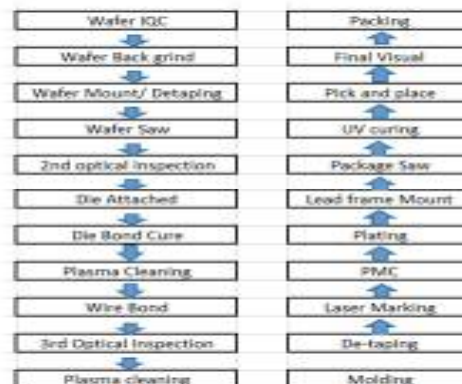 Wafer IQC
Wafer Back grind
Wafer Mount/ Detaping
Wafer Saw
2nd optical inspection
Die Attached
Die Bond Cure
Plasma Cleaning
Wire Bond
3rd Optical Inspection
Plasma cleaning
Packing
Final Visual
Pick and place
UV curing
Package Saw
Lead frame Mount
Plating
PMC
Laser Marking
De-taping
Molding